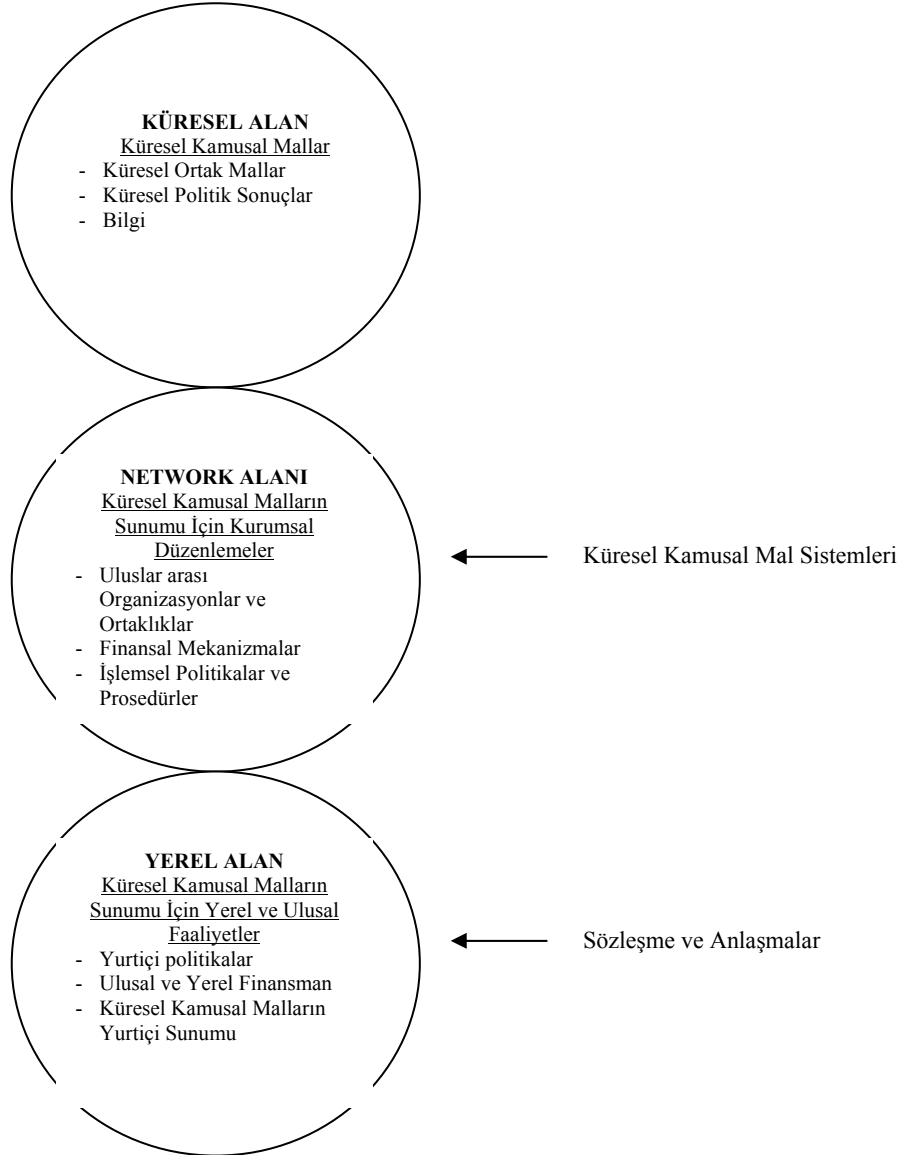 KÜRESEL ALAN
Küresel Kamusal Mallar
- Küresel Ortak Mallar
- Küresel Politik Sonuçlar
- Bilgi
NETWORK ALANI
Küresel Kamusal Malların
Sunumu İçin Kurumsal
Düzenlemeler
- Uluslar arası
Organizasyonlar ve
Ortaklıklar
- Finansal Mekanizmalar
- İşlemsel Politikalar ve
Prosedürler
Küresel Kamusal Mal Sistemleri
YEREL ALAN
Küresel Kamusal Malların
Sunumu İçin Yerel ve Ulusal
Faaliyetler
- Yurtiçi politikalar
- Ulusal ve Yerel Finansman
- Küresel Kamusal Malların
Yurtiçi Sunumu
Sözleşme ve Anlaşmalar